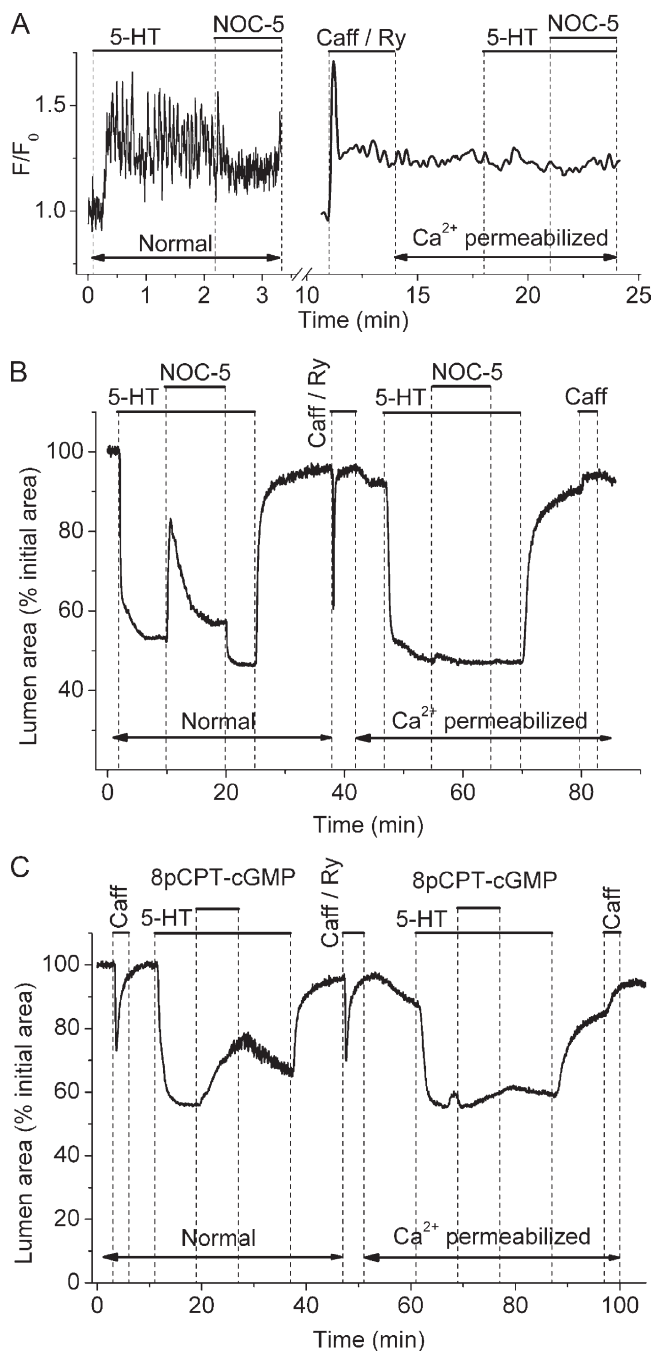 A
NOC-5
5-HT
Caff / Ry
5-HT
NOC-5
F/F0
1.5
1.0
Normal
Ca2+ permeabilized
0 1 2 3 10 15 20 25
Time (min)
B
NOC-5
5-HT
Caff / Ry
NOC-5
5-HT
Caff
Lumen area (% initial area)
100
80
60
40
Normal
Ca2+ permeabilized
0 20 40 60 80
Time (min)
C
8pCPT-cGMP
Caff
5-HT
Caff / Ry
8pCPT-cGMP
5-HT
Caff
Lumen area (% initial area)
100
80
60
40
20
0
Normal
Ca2+ permeabilized
0 20 40 60 80 100
Time (min)